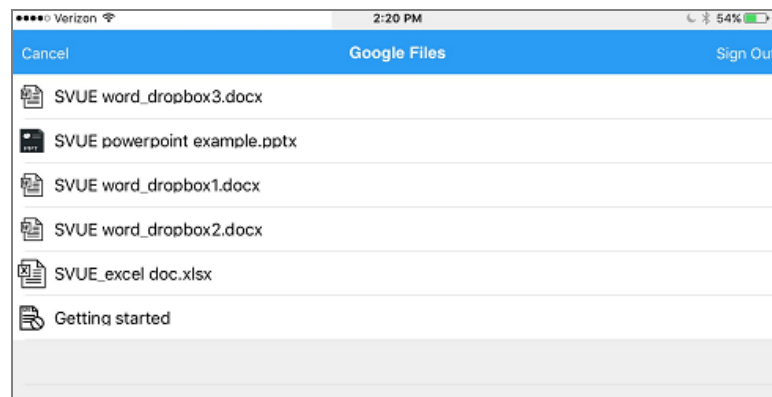 Verizon 2:20 PM 54%
Cancel Google Files Sign Out
SVUE word_dropbox3.docx
SVUE powerpoint example.pptx
SVUE word_dropbox1.docx
SVUE word_dropbox2.docx
SVUE_excel doc.xlsx
Getting started